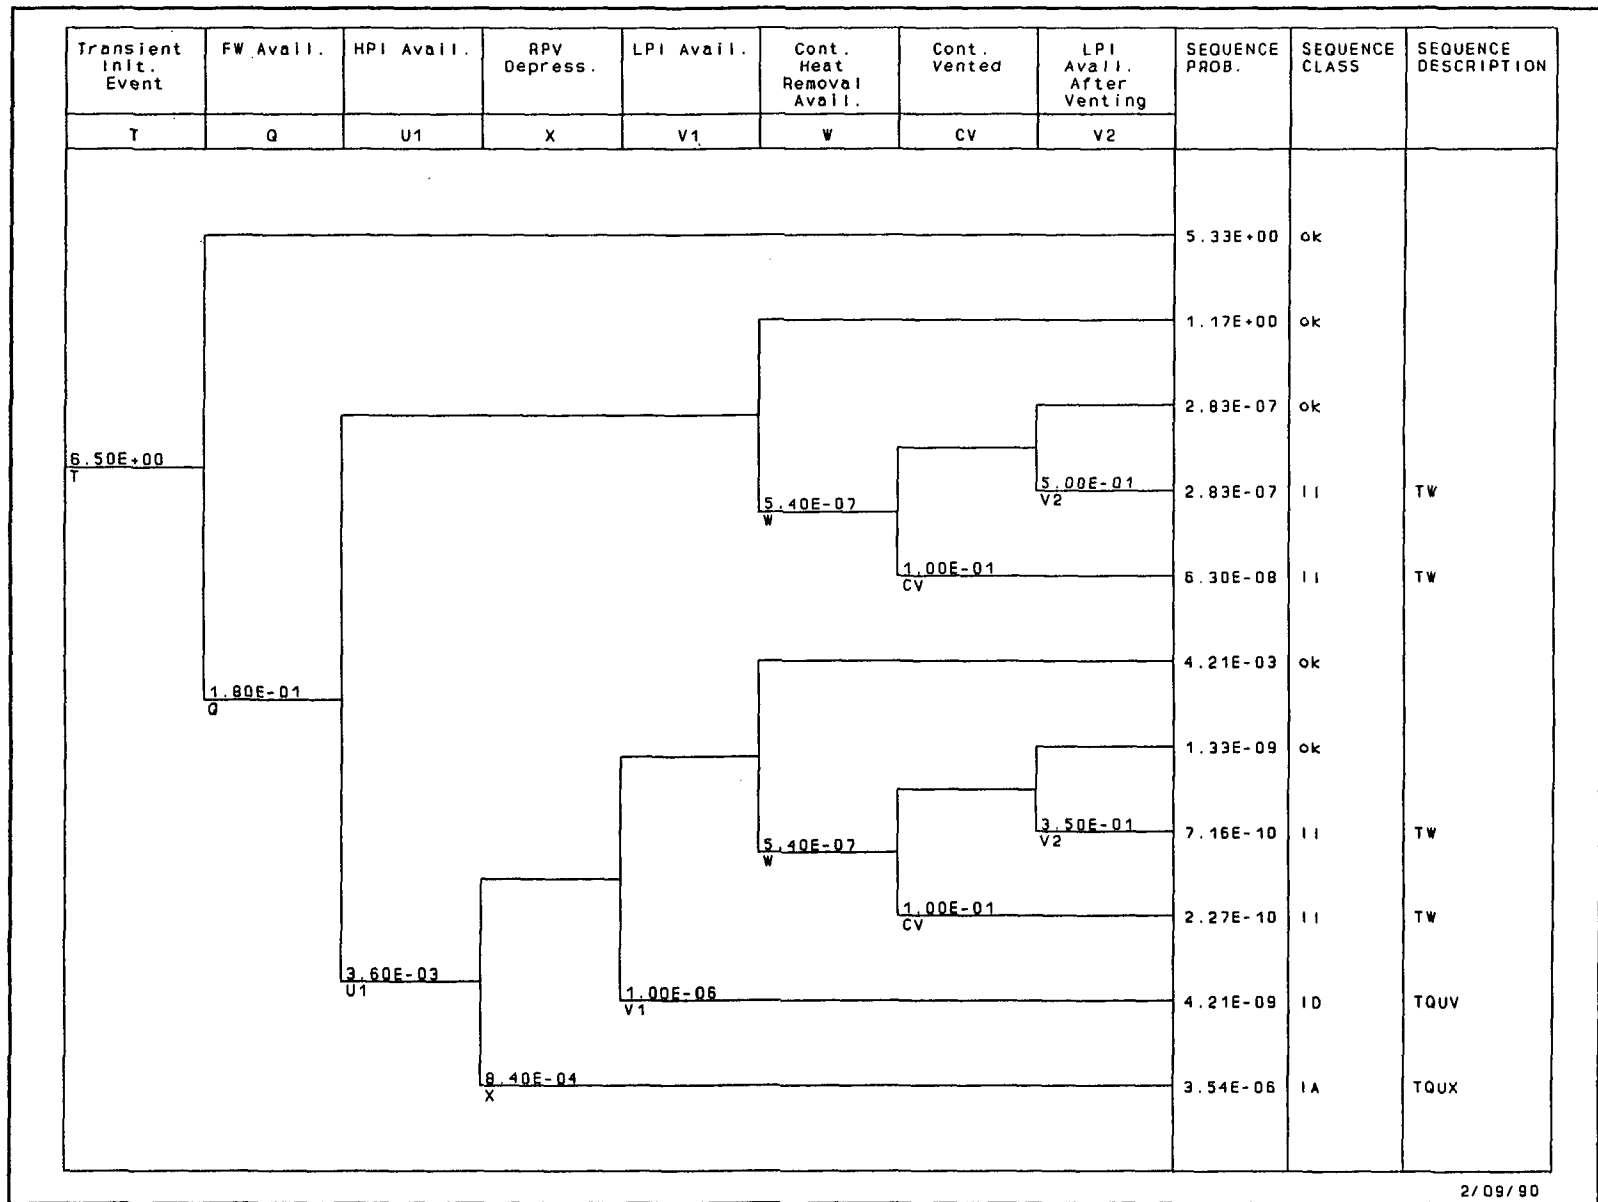 Transient Init. Event
FW Avail.
HPI Avail.
RPV Depress.
LPI Avail.
Cont. Heat Removal Avail.
Cont. Vented
LPI Avail. After Venting
SEQUENCE PROB.
SEQUENCE CLASS
SEQUENCE DESCRIPTION
T Q U1 X V1 W CV V2
5.33E+00 ok
1.17E+00 ok
2.83E-07 ok
6.50E+00
T
5.00E-01
V2
2.83E-07 II TW
5.40E-07
W
1.00E-01
CV
6.30E-08 II TW
4.21E-03 ok
1.80E-01
Q
1.33E-09 ok
3.50E-01
V2
7.16E-10 II TW
5.40E-07
W
1.00E-01
CV
2.27E-10 II TW
3.60E-03
U1
1.00E-06
V1
4.21E-09 ID TQUV
8.40E-04
X
3.54E-06 IA TQUX
2/09/90